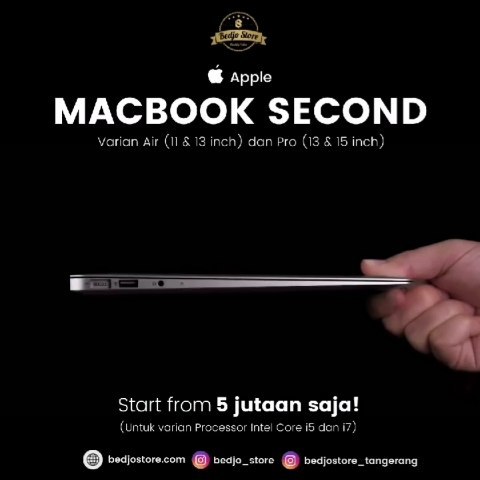 Bedjo Store
Apple
MACBOOK SECOND
Varian Air (11 & 13 inch) dan Pro (13 & 15 inch)
Start from 5 jutaan saja!
(Untuk varian Processor Intel Core i5 dan i7)
bedjostore.com bedjo_store bedjostore_tangerang